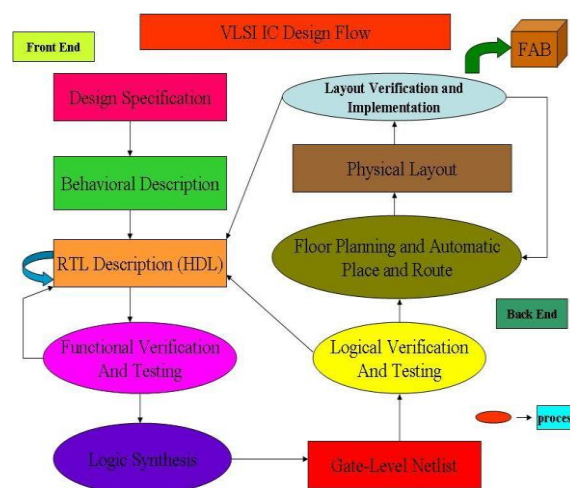 VLSI IC Design Flow
Front End
FAB
Design Specification
Behavioral Description
RTL Description (HDL)
Functional Verification
And Testing
Logic Synthesis
Gate-Level Netlist
Logical Verification
And Testing
Floor Planning and Automatic
Place and Route
Physical Layout
Layout Verification and
Implementation
Back End
proces